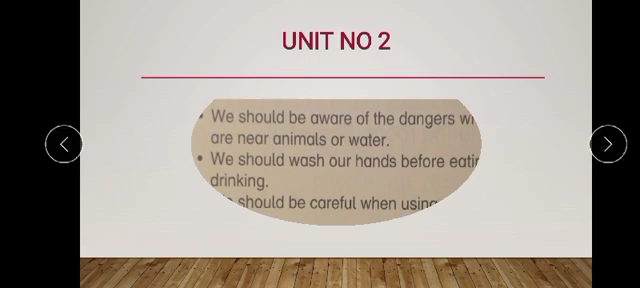 UNIT NO 2
• We should be aware of the dangers
are near animals or water.
• We should wash our hands before
drinking.
should be careful when using